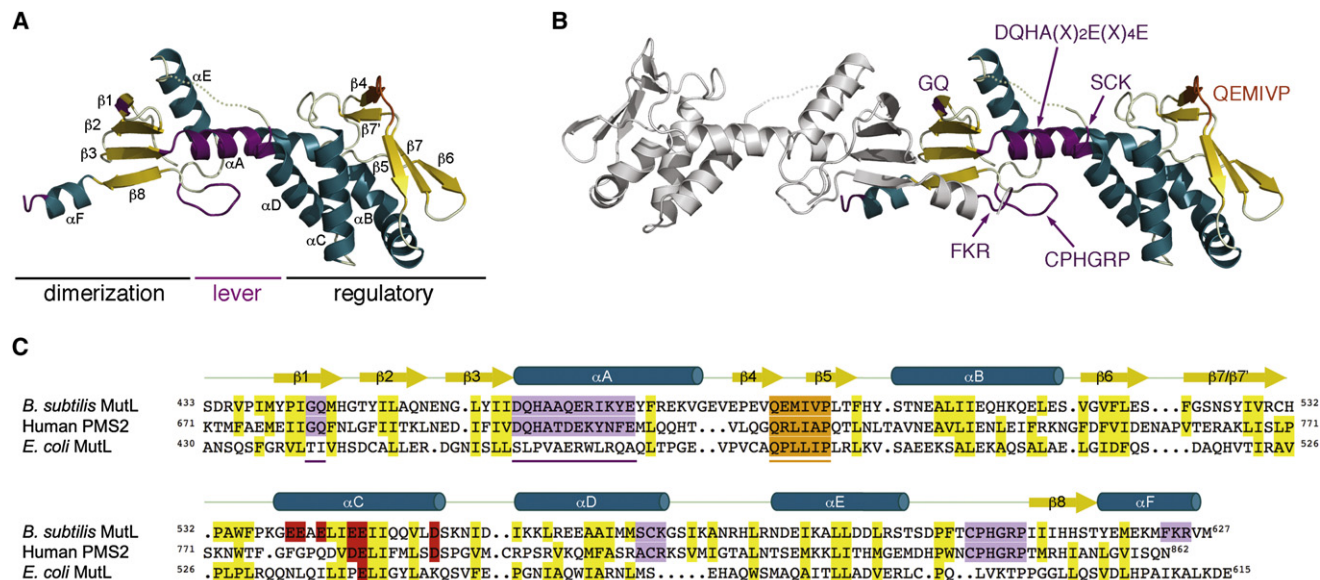 A
αE
β1
β2
β3
αA
β8
αF
β4
β7'
β7
β6
β5
αD
αB
αC
dimerization
lever
regulatory
B
DQHA(X)₂E(X)₄E
GQ
SCK
QEMIVP
FKR
CPHGRP
C
β1 β2 β3 αA β4 β5 αB β6 β7/β7'
B. subtilis MutL 433 SDRVPIMYPIGQMHGTYILAQNENG.LYIIDQHAAQERIKYEYFREKVGEVEPEVQEMIVPLTFHY.STNEALIIEQHKQELES.VGVFLES...FGSNSYIVRCH 532
Human PMS2 671 KTMFAEMEIIGQFNLGFIITKLNED.IFIVDQHATDEKYNFEMLQQHT...VLQGQRLIAPQTLNLTAVNEAVLIENLEIFRKNGFDFVIDENAPVTERAKLISLP 771
E. coli MutL 430 ANSQSFGRVLTIVHSDCALLER.DGNISLLSLPVAERWLRQAQLTPGE..VPVCAQPLLIPLRLKV.SAEEKSALEKAQSALAE.LGIDFQS....DAQHVTIRAV 526
αC αD αE β8 αF
B. subtilis MutL 532 .PAWFPKGEEAELIEEIIQQVLDSKNID..IKKLREEAAIMMSCKGSIKANRHLRNDEIKALLDDLRSTSDPFTCPHGRPIIIHHSTYEMEKMFKRVM 627
Human PMS2 771 SKNWTF.GFGPQDVDELIFMLSDSPGVM.CRPSRVKQMFASRACRKSVMIGTALNTSEMKKLITHMGEMDHPWNCPHGRPTMRHIANLGVISQN 862
E. coli MutL 526 .PLPLRQQNLQILIPELIGYLAKQSVFE..PGNIAQWIARNLMS.....EHAQWSMAQAITLLADVERLC.PQ..LVKTPPGGLLQSVDLHPAIKALKDE 615